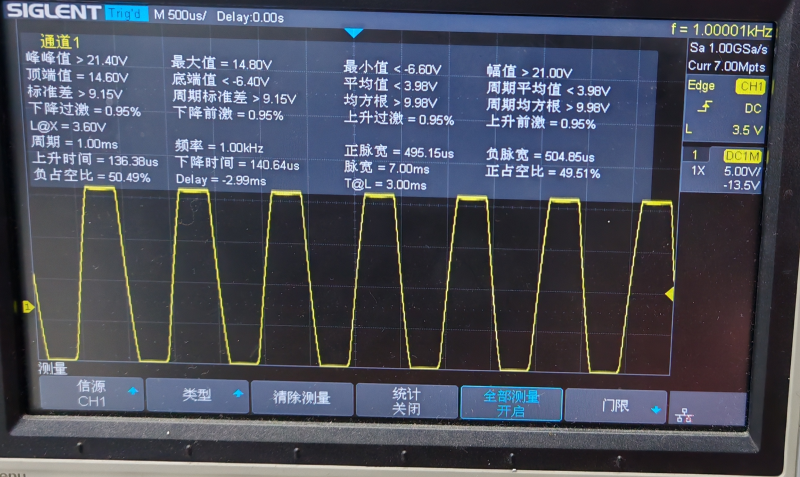 SIGLENT Trig'd M 500us/ Delay:0.00s
f = 1.00001kHz
通道1
峰峰值 > 21.40V 最大值 = 14.80V 最小值 < -6.60V 幅值 > 21.00V
顶端值 = 14.60V 底端值 < -6.40V 平均值 < 3.98V 周期平均值 < 3.98V
标准差 > 9.15V 周期标准差 > 9.15V 均方根 > 9.98V 周期均方根 > 9.98V
下降过激 = 0.95% 下降前激 = 0.95% 上升过激 = 0.95% 上升前激 = 0.95%
L@X = 3.60V
周期 = 1.00ms 频率 = 1.00kHz 正脉宽 = 495.15us 负脉宽 = 504.85us
上升时间 = 136.38us 下降时间 = 140.64us 脉宽 = 7.00ms 正占空比 = 49.51%
负占空比 = 50.49% Delay = -2.99ms T@L = 3.00ms
Sa 1.00GSa/s
Curr 7.00Mpts
Edge CH1
DC
L 3.5 V
1 DC1M
1X 5.00V/
-13.5V
1
测量
信源 类型 清除测量 统计 全部测量 门限
CH1 关闭 开启